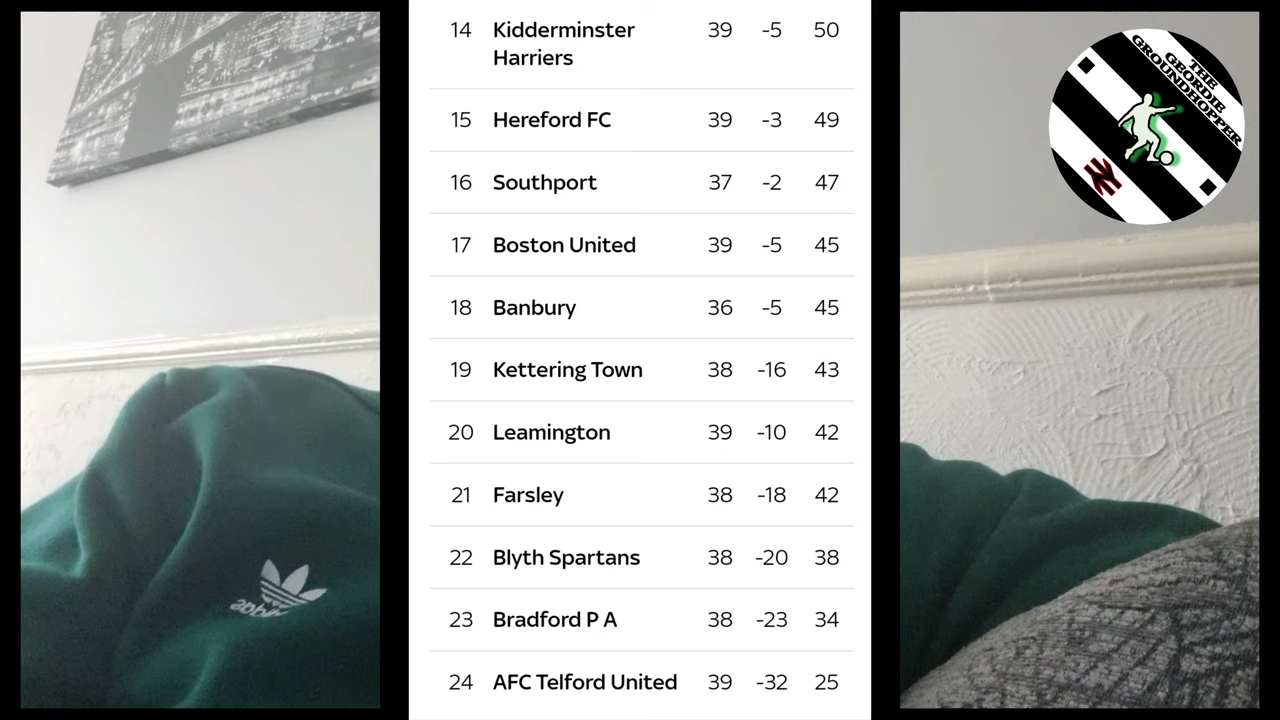 14 Kidderminster Harriers 39 -5 50
15 Hereford FC 39 -3 49
16 Southport 37 -2 47
17 Boston United 39 -5 45
18 Banbury 36 -5 45
19 Kettering Town 38 -16 43
20 Leamington 39 -10 42
21 Farsley 38 -18 42
22 Blyth Spartans 38 -20 38
23 Bradford P A 38 -23 34
24 AFC Telford United 39 -32 25
THE
GEORDIE
GROUNDHOPPER
adidas